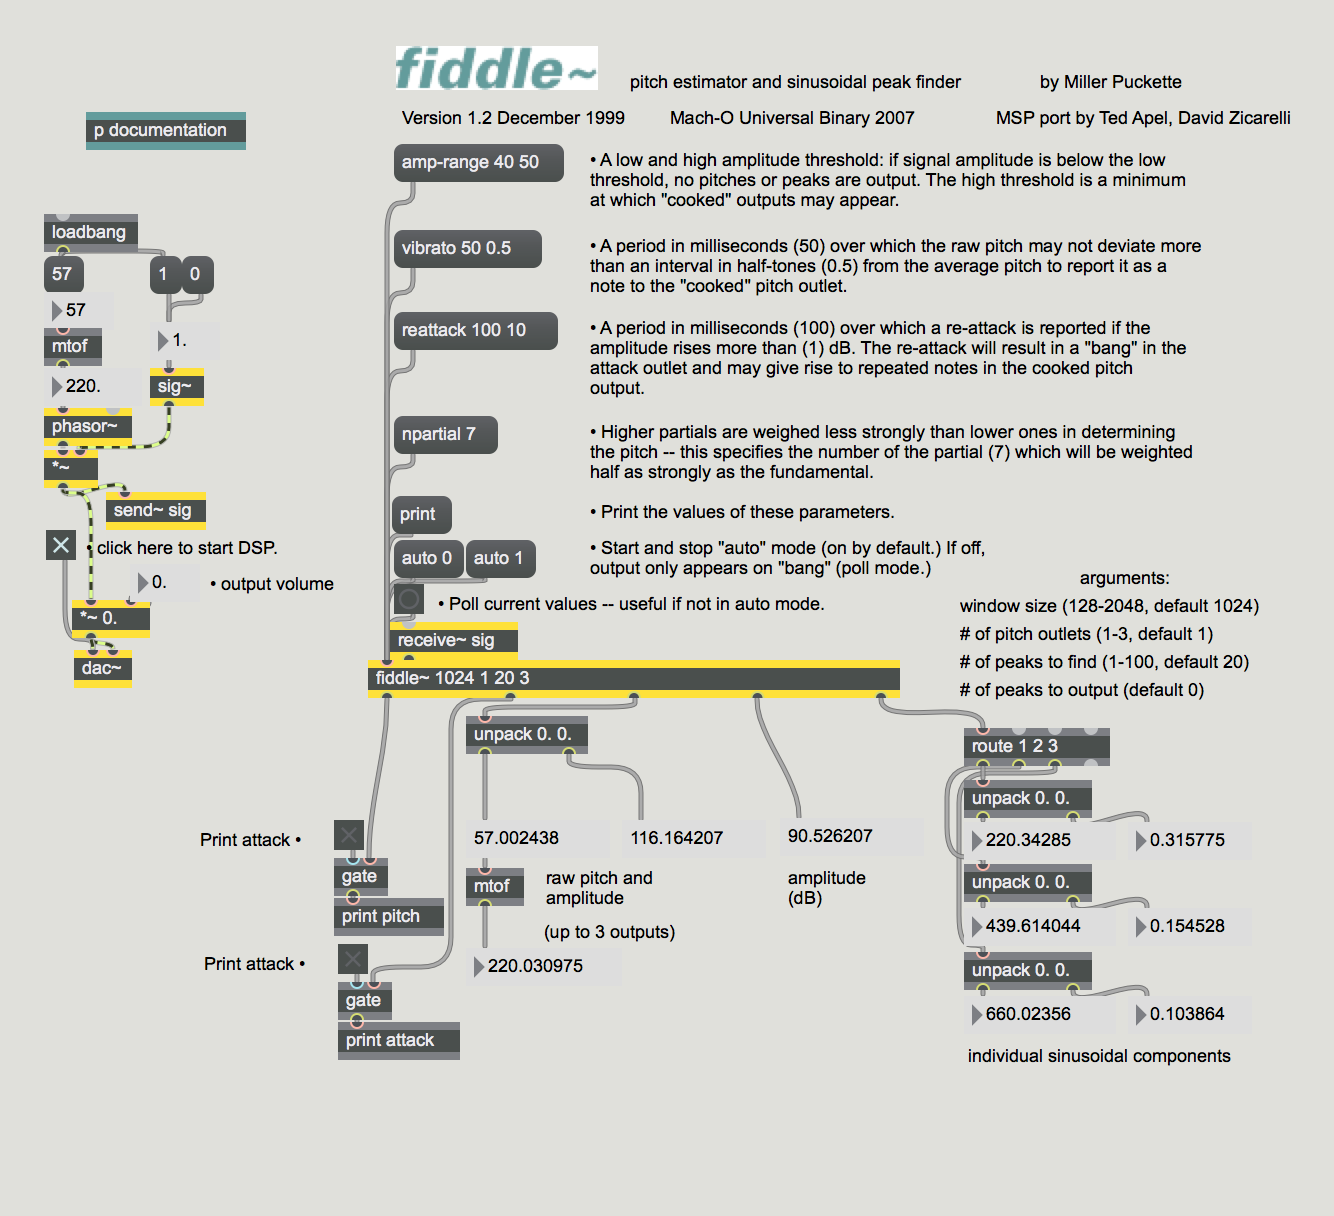 fiddle~
pitch estimator and sinusoidal peak finder
by Miller Puckette
Version 1.2 December 1999
Mach-O Universal Binary 2007
MSP port by Ted Apel, David Zicarelli
p documentation
loadbang
57
1
0
57
1.
mtof
220.
sig~
phasor~
*~
send~ sig
• click here to start DSP.
0.
• output volume
*~ 0.
dac~
amp-range 40 50
• A low and high amplitude threshold: if signal amplitude is below the low
threshold, no pitches or peaks are output. The high threshold is a minimum
at which "cooked" outputs may appear.
vibrato 50 0.5
• A period in milliseconds (50) over which the raw pitch may not deviate more
than an interval in half-tones (0.5) from the average pitch to report it as a
note to the "cooked" pitch outlet.
reattack 100 10
• A period in milliseconds (100) over which a re-attack is reported if the
amplitude rises more than (1) dB. The re-attack will result in a "bang" in the
attack outlet and may give rise to repeated notes in the cooked pitch
output.
npartial 7
• Higher partials are weighed less strongly than lower ones in determining
the pitch -- this specifies the number of the partial (7) which will be weighted
half as strongly as the fundamental.
print
• Print the values of these parameters.
auto 0
auto 1
• Start and stop "auto" mode (on by default.) If off,
output only appears on "bang" (poll mode.)
• Poll current values -- useful if not in auto mode.
receive~ sig
fiddle~ 1024 1 20 3
arguments:
window size (128-2048, default 1024)
# of pitch outlets (1-3, default 1)
# of peaks to find (1-100, default 20)
# of peaks to output (default 0)
unpack 0. 0.
57.002438
116.164207
90.526207
mtof
raw pitch and
amplitude
(up to 3 outputs)
220.030975
amplitude
(dB)
Print attack •
gate
print pitch
Print attack •
gate
print attack
route 1 2 3
unpack 0. 0.
220.34285
0.315775
unpack 0. 0.
439.614044
0.154528
unpack 0. 0.
660.02356
0.103864
individual sinusoidal components